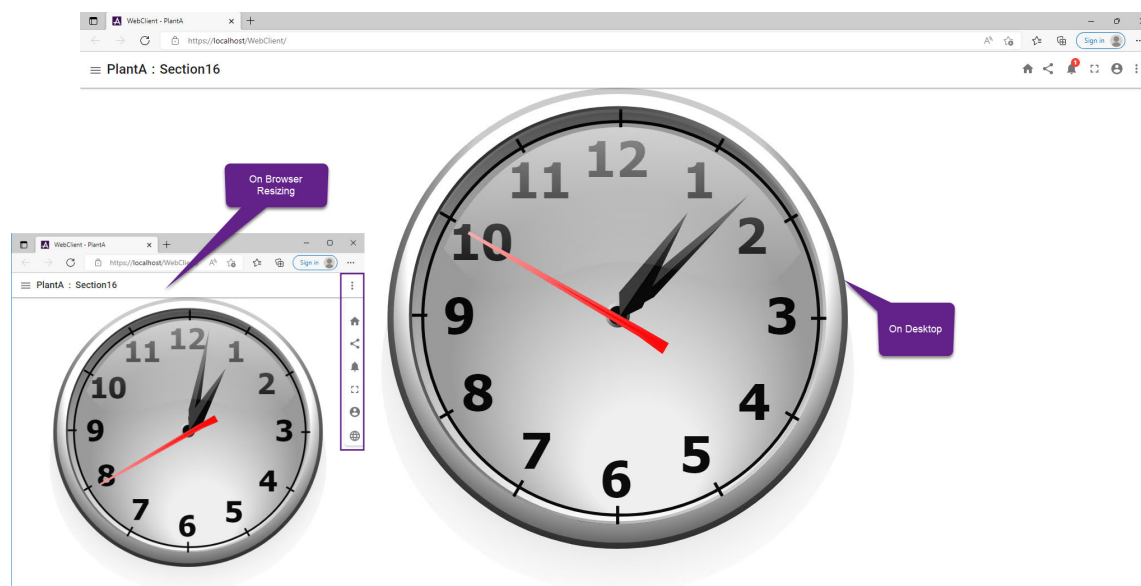 WebClient - PlantA
https://localhost/WebClient/
Sign in
PlantA : Section16
1
12
1
2
3
4
5
6
7
8
9
10
11
On Browser
Resizing
On Desktop
WebClient - PlantA
https://localhost/WebClie
Sign in
PlantA : Section16
12
1
2
3
4
5
6
7
8
9
10
11